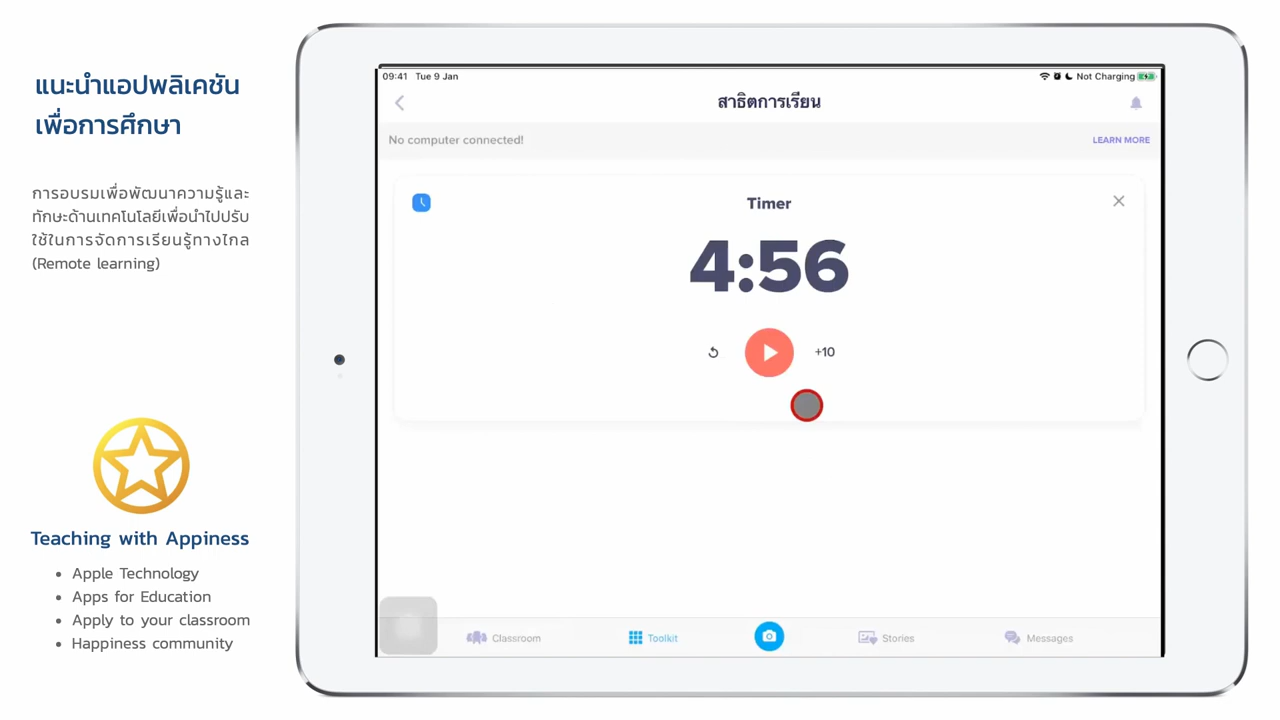 แนะนำแอปพลิเคชัน
เพื่อการศึกษา
การอบรมเพื่อพัฒนาความรู้และ
ทักษะด้านเทคโนโลยีเพื่อนำไปปรับ
ใช้ในการจัดการเรียนรู้ทางไกล
(Remote learning)
Teaching with Appiness
• Apple Technology
• Apps for Education
• Apply to your classroom
• Happiness community
09:41 Tue 9 Jan
Not Charging
สาธิตการเรียน
No computer connected!
LEARN MORE
Timer
4:56
+10
Classroom
Toolkit
Stories
Messages